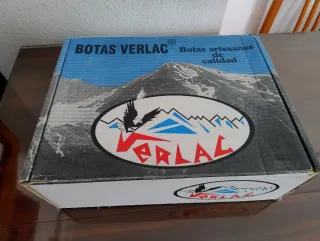 BOTAS VERLAC®
Botas artesanas
de
calidad
VERLAC
VERLAC